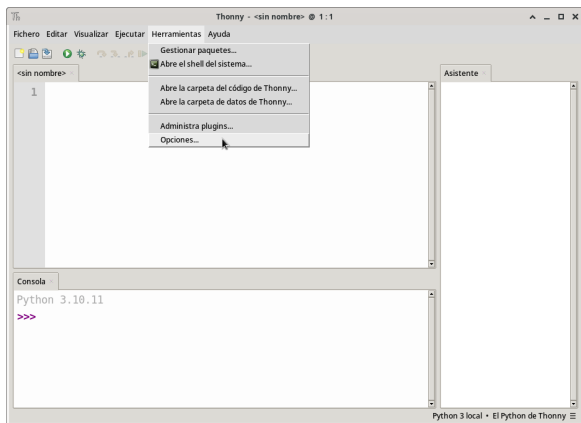 Thonny - <sin nombre> @ 1 : 1
Fichero Editar Visualizar Ejecutar Herramientas Ayuda
Gestionar paquetes...
Abre el shell del sistema...
Abre la carpeta del código de Thonny...
Abre la carpeta de datos de Thonny...
Administra plugins...
Opciones...
<sin nombre>
Asistente
1
Consola
Python 3.10.11
>>>
Python 3 local • El Python de Thonny ☰